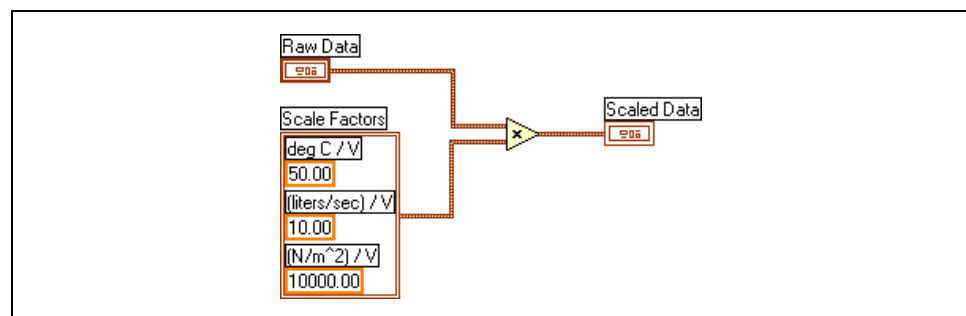 Raw Data
Scale Factors
deg C / V
50.00
(liters/sec) / V
10.00
(N/m^2) / V
10000.00
x
Scaled Data